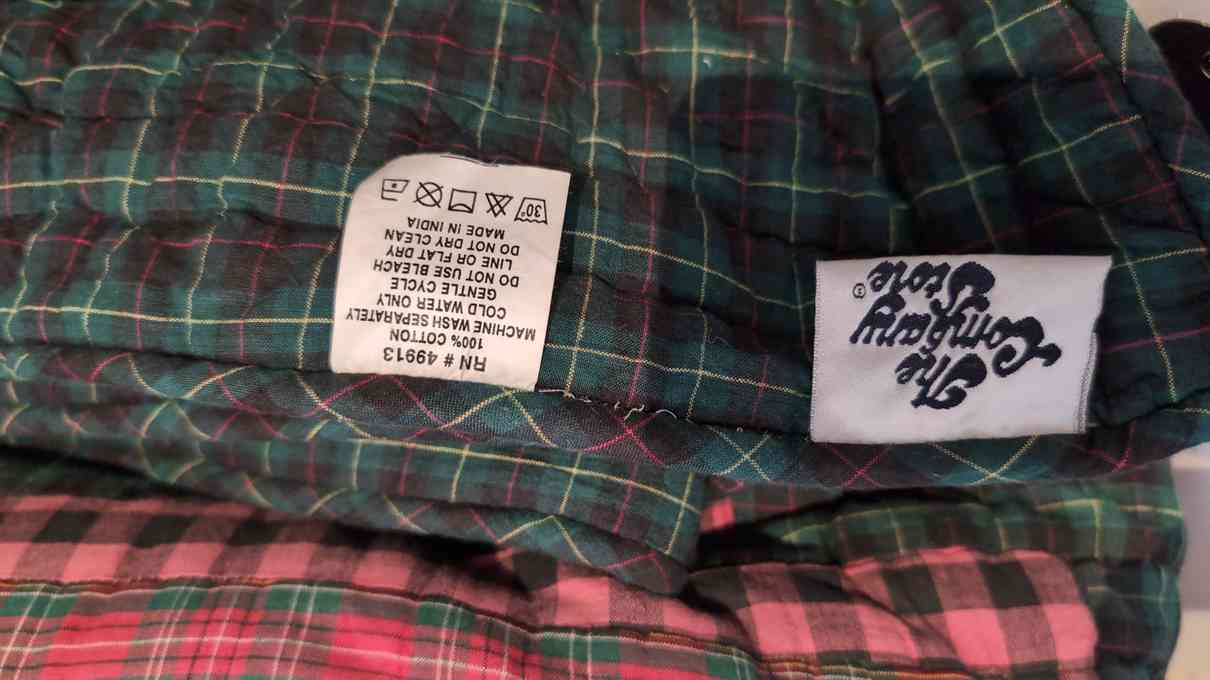 RN # 49913
100% COTTON
MACHINE WASH SEPARATELY
COLD WATER ONLY
GENTLE CYCLE
DO NOT USE BLEACH
LINE OR FLAT DRY
DO NOT DRY CLEAN
MADE IN INDIA
30°
The
Company
Store
®